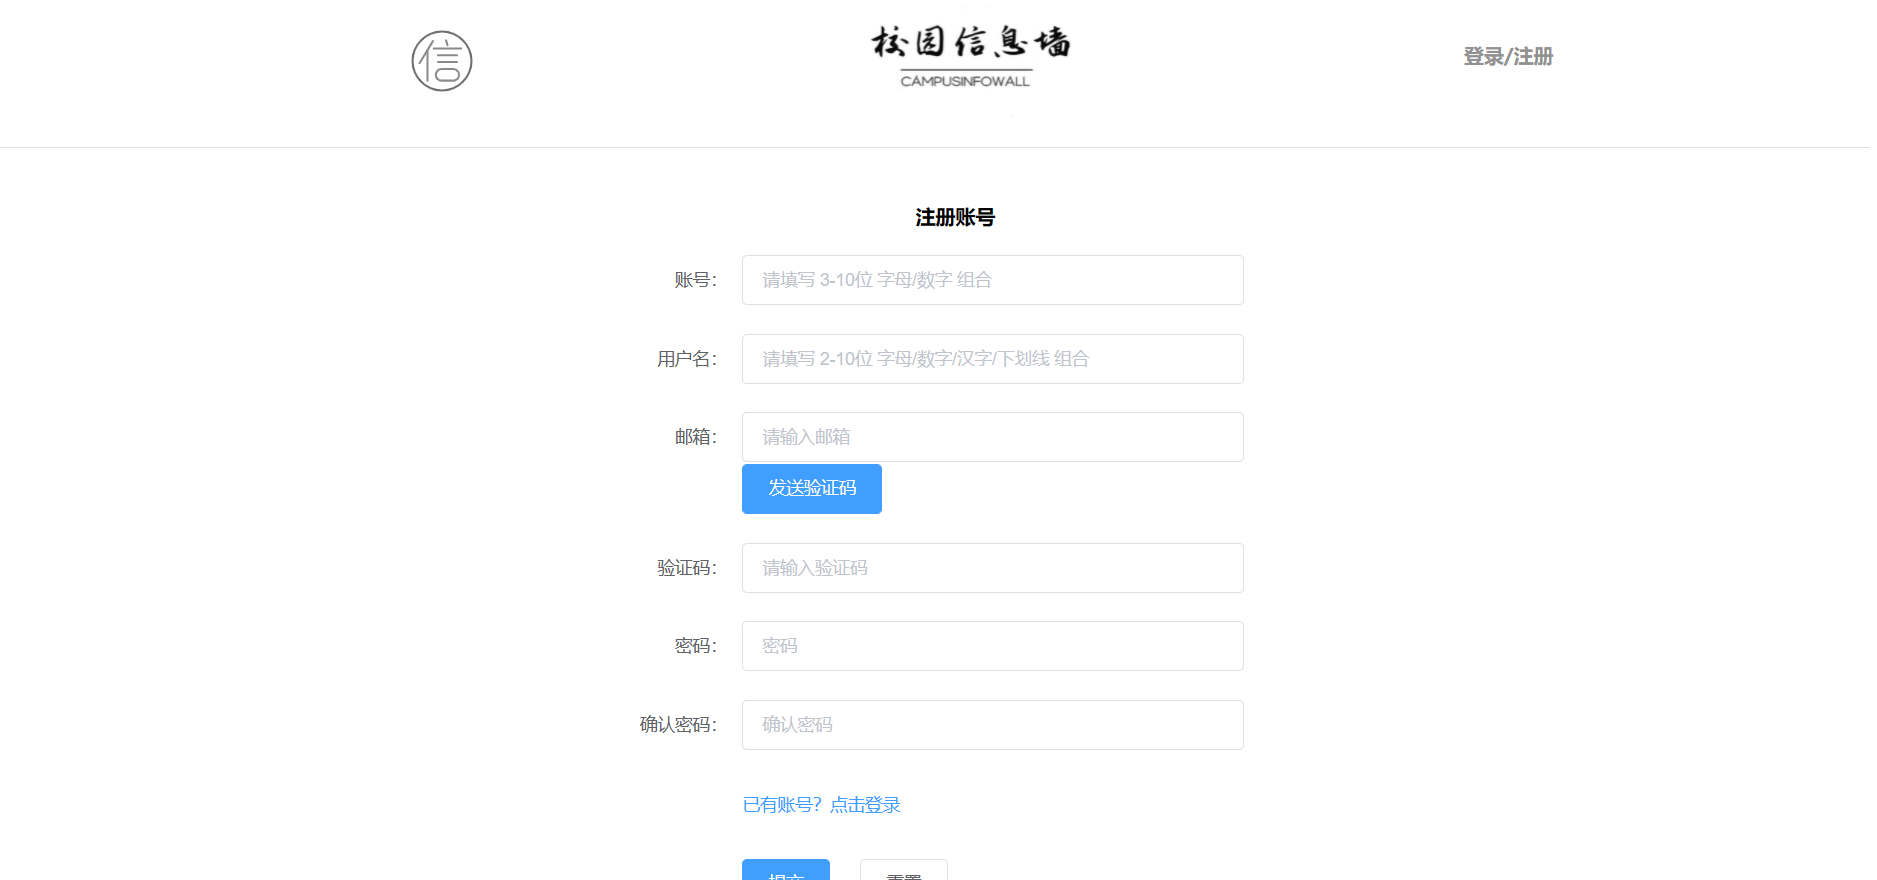 信
校园信息墙
CAMPUSINFOWALL
登录/注册
注册账号
账号：
请填写 3-10位 字母/数字 组合
用户名：
请填写 2-10位 字母/数字/汉字/下划线 组合
邮箱：
请输入邮箱
发送验证码
验证码：
请输入验证码
密码：
密码
确认密码：
确认密码
已有账号？点击登录
提交
重置